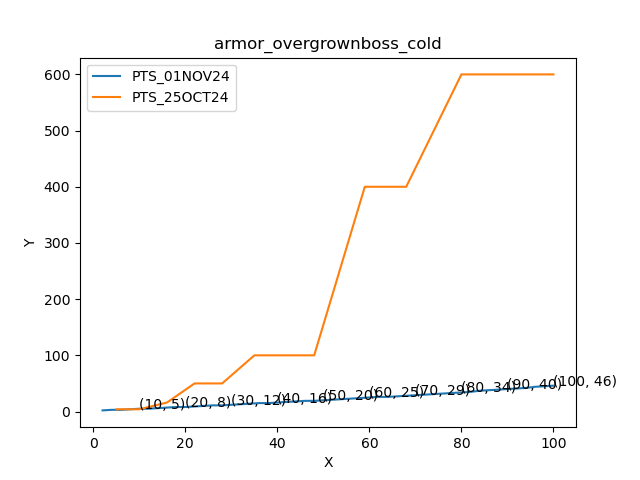 armor_overgrownboss_cold
PTS_01NOV24
PTS_25OCT24
600
500
400
300
200
100
0
Y
(10, 5)
(20, 8)
(30, 12)
(40, 16)
(50, 20)
(60, 25)
(70, 29)
(80, 34)
(90, 40)
(100, 46)
0 20 40 60 80 100
X